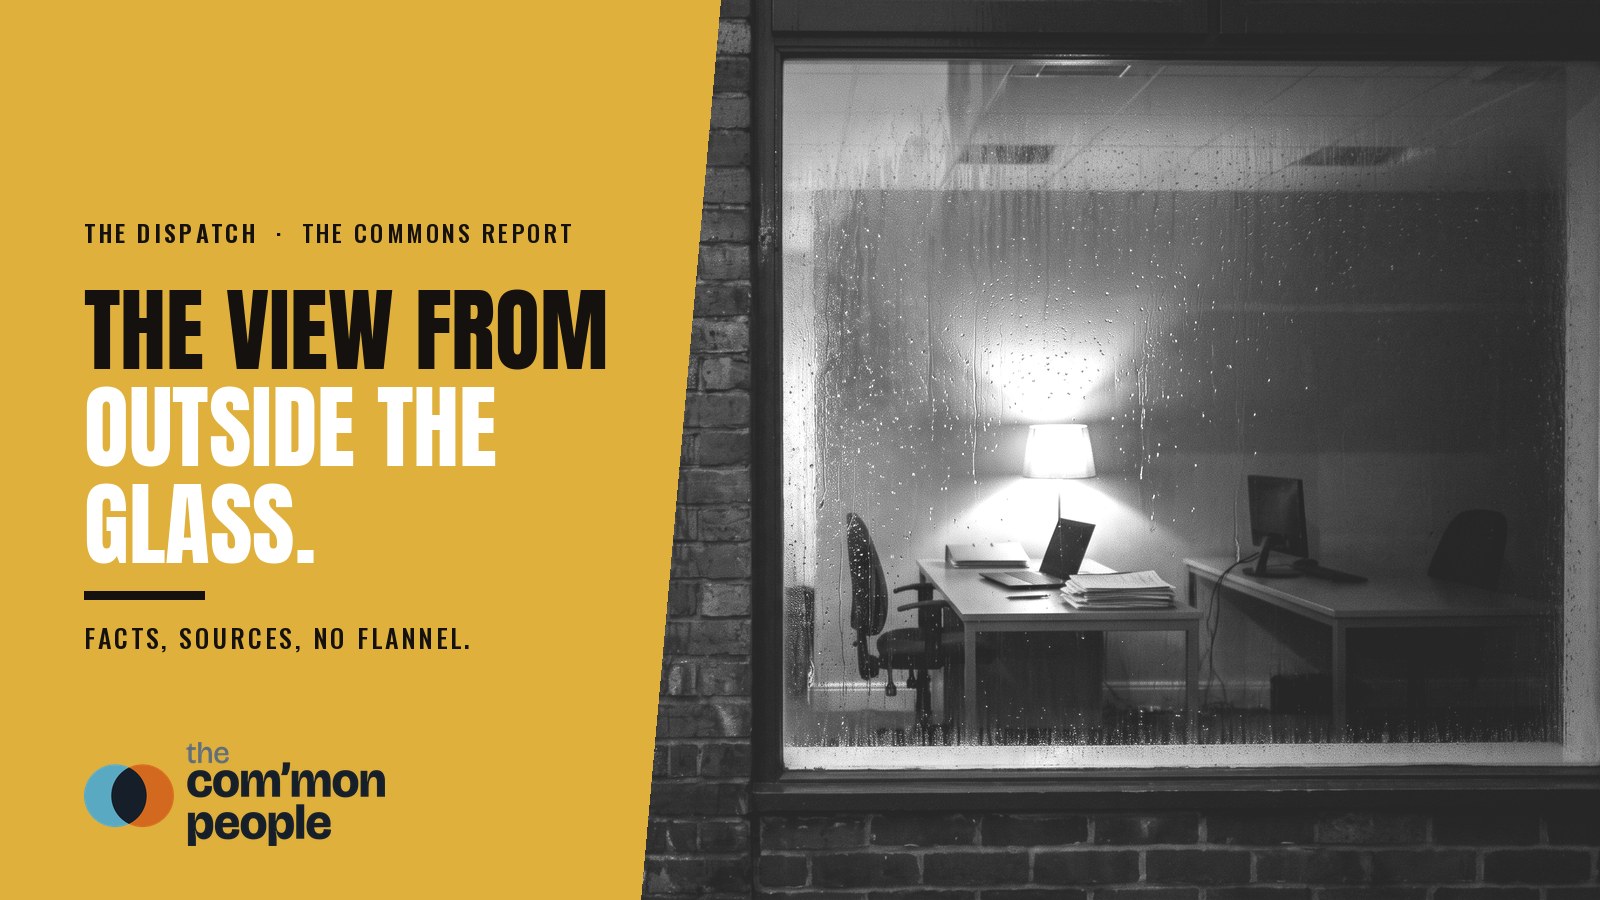 THE DISPATCH · THE COMMONS REPORT
THE VIEW FROM
OUTSIDE THE
GLASS.
FACTS, SOURCES, NO FLANNEL.
the
com'mon
people